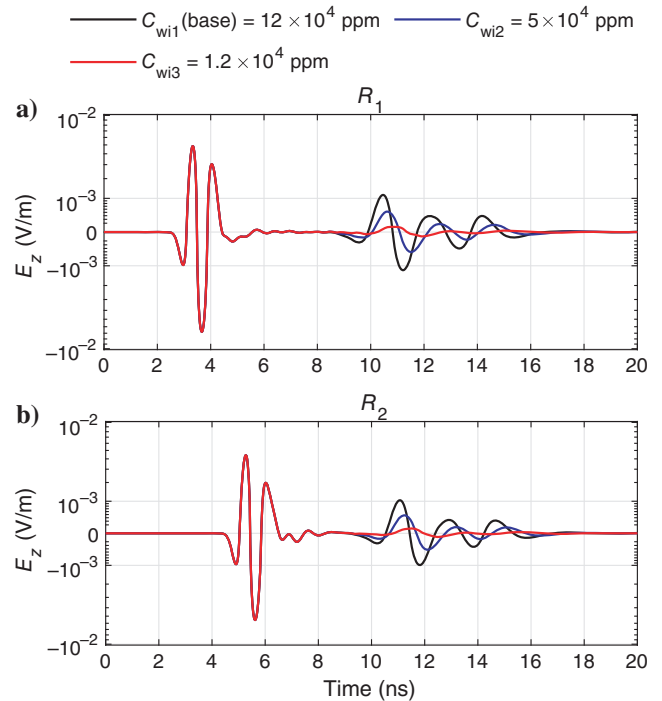 C_wi1(base) = 12 ×10^4 ppm
C_wi2 = 5×10^4 ppm
C_wi3 = 1.2 ×10^4 ppm
a)
R_1
10^−2
10^−3
0
−10^−3
−10^−2
E_z (V/m)
0 2 4 6 8 10 12 14 16 18 20
b)
R_2
10^−2
10^−3
0
−10^−3
−10^−2
E_z (V/m)
0 2 4 6 8 10 12 14 16 18 20
Time (ns)